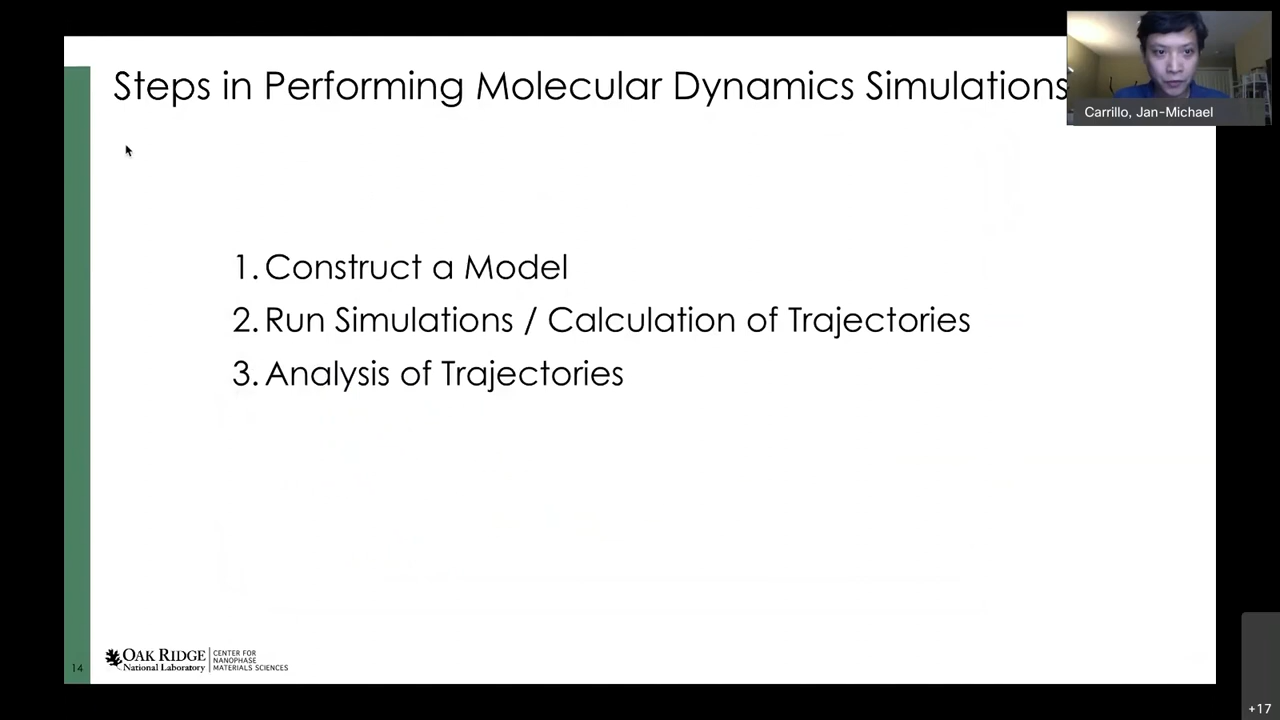 Steps in Performing Molecular Dynamics Simulations
Carrillo, Jan-Michael
1. Construct a Model
2. Run Simulations / Calculation of Trajectories
3. Analysis of Trajectories
14
OAK RIDGE
National Laboratory
CENTER FOR
NANOPHASE
MATERIALS SCIENCES
+17